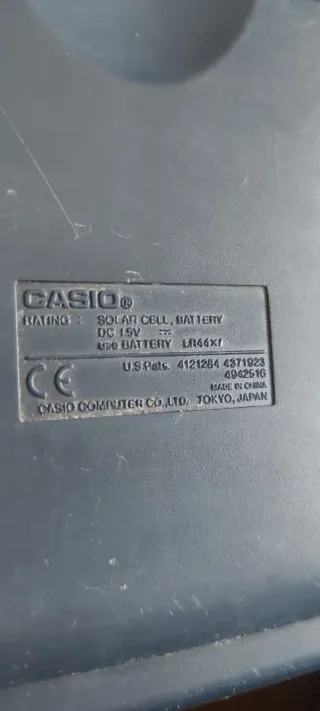 CASIO®
RATING : SOLAR CELL, BATTERY
DC 1.5V ⎓
USE BATTERY LR44X1
CE U.S.Pats. 4121284 4371923
4942516
MADE IN CHINA
CASIO COMPUTER CO.,LTD. TOKYO, JAPAN